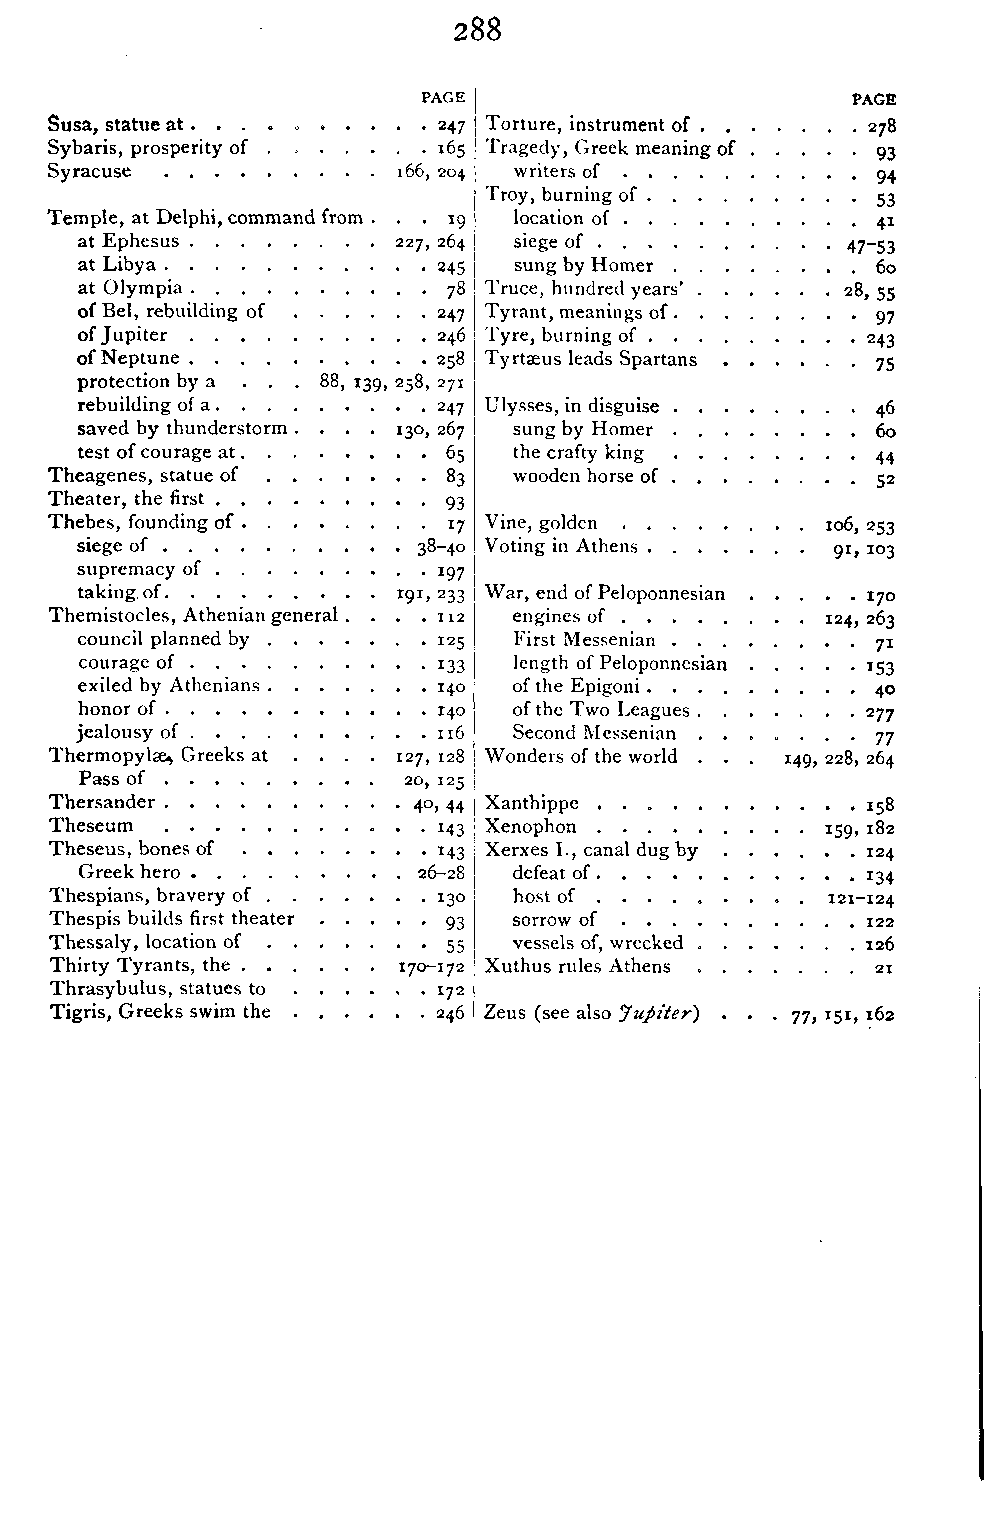 288
PAGE
Susa, statue at . . . . . . . . . . 247
Sybaris, prosperity of . . . . . . . 165
Syracuse . . . . . . . . . . 166, 204
Temple, at Delphi, command from . . . 19
at Ephesus . . . . . . . . . 227, 264
at Libya . . . . . . . . . . . 245
at Olympia . . . . . . . . . . 78
of Bel, rebuilding of . . . . . . 247
of Jupiter . . . . . . . . . . 246
of Neptune . . . . . . . . . . 258
protection by a . . . 88, 139, 258, 271
rebuilding of a . . . . . . . . . 247
saved by thunderstorm . . . . 130, 267
test of courage at . . . . . . . . 65
Theagenes, statue of . . . . . . . 83
Theater, the first . . . . . . . . . 93
Thebes, founding of . . . . . . . . 17
siege of . . . . . . . . . . . 38–40
supremacy of . . . . . . . . . 197
taking of . . . . . . . . . 191, 233
Themistocles, Athenian general . . . . 112
council planned by . . . . . . . 125
courage of . . . . . . . . . . 133
exiled by Athenians . . . . . . . 140
honor of . . . . . . . . . . . 140
jealousy of . . . . . . . . . . 116
Thermopylæ, Greeks at . . . . 127, 128
Pass of . . . . . . . . . 20, 125
Thersander . . . . . . . . . . 40, 44
Theseum . . . . . . . . . . . 143
Theseus, bones of . . . . . . . . 143
Greek hero . . . . . . . . . 26–28
Thespians, bravery of . . . . . . . 130
Thespis builds first theater . . . . . 93
Thessaly, location of . . . . . . . 55
Thirty Tyrants, the . . . . . . 170–172
Thrasybulus, statues to . . . . . . 172
Tigris, Greeks swim the . . . . . . 246
PAGE
Torture, instrument of . . . . . . . 278
Tragedy, Greek meaning of . . . . . 93
writers of . . . . . . . . . . 94
Troy, burning of . . . . . . . . . 53
location of . . . . . . . . . . 41
siege of . . . . . . . . . . 47–53
sung by Homer . . . . . . . . 60
Truce, hundred years' . . . . . . 28, 55
Tyrant, meanings of . . . . . . . . 97
Tyre, burning of . . . . . . . . . 243
Tyrtæus leads Spartans . . . . . . 75
Ulysses, in disguise . . . . . . . . 46
sung by Homer . . . . . . . . 60
the crafty king . . . . . . . . 44
wooden horse of . . . . . . . . 52
Vine, golden . . . . . . . . 106, 253
Voting in Athens . . . . . . . 91, 103
War, end of Peloponnesian . . . . . 170
engines of . . . . . . . . 124, 263
First Messenian . . . . . . . . 71
length of Peloponnesian . . . . . 153
of the Epigoni . . . . . . . . . 40
of the Two Leagues . . . . . . . 277
Second Messenian . . . . . . . 77
Wonders of the world . . . 149, 228, 264
Xanthippe . . . . . . . . . . . 158
Xenophon . . . . . . . . . 159, 182
Xerxes I., canal dug by . . . . . . 124
defeat of . . . . . . . . . . . 134
host of . . . . . . . . . 121–124
sorrow of . . . . . . . . . . 122
vessels of, wrecked . . . . . . . 126
Xuthus rules Athens . . . . . . . 21
Zeus (see also Jupiter) . . . 77, 151, 162